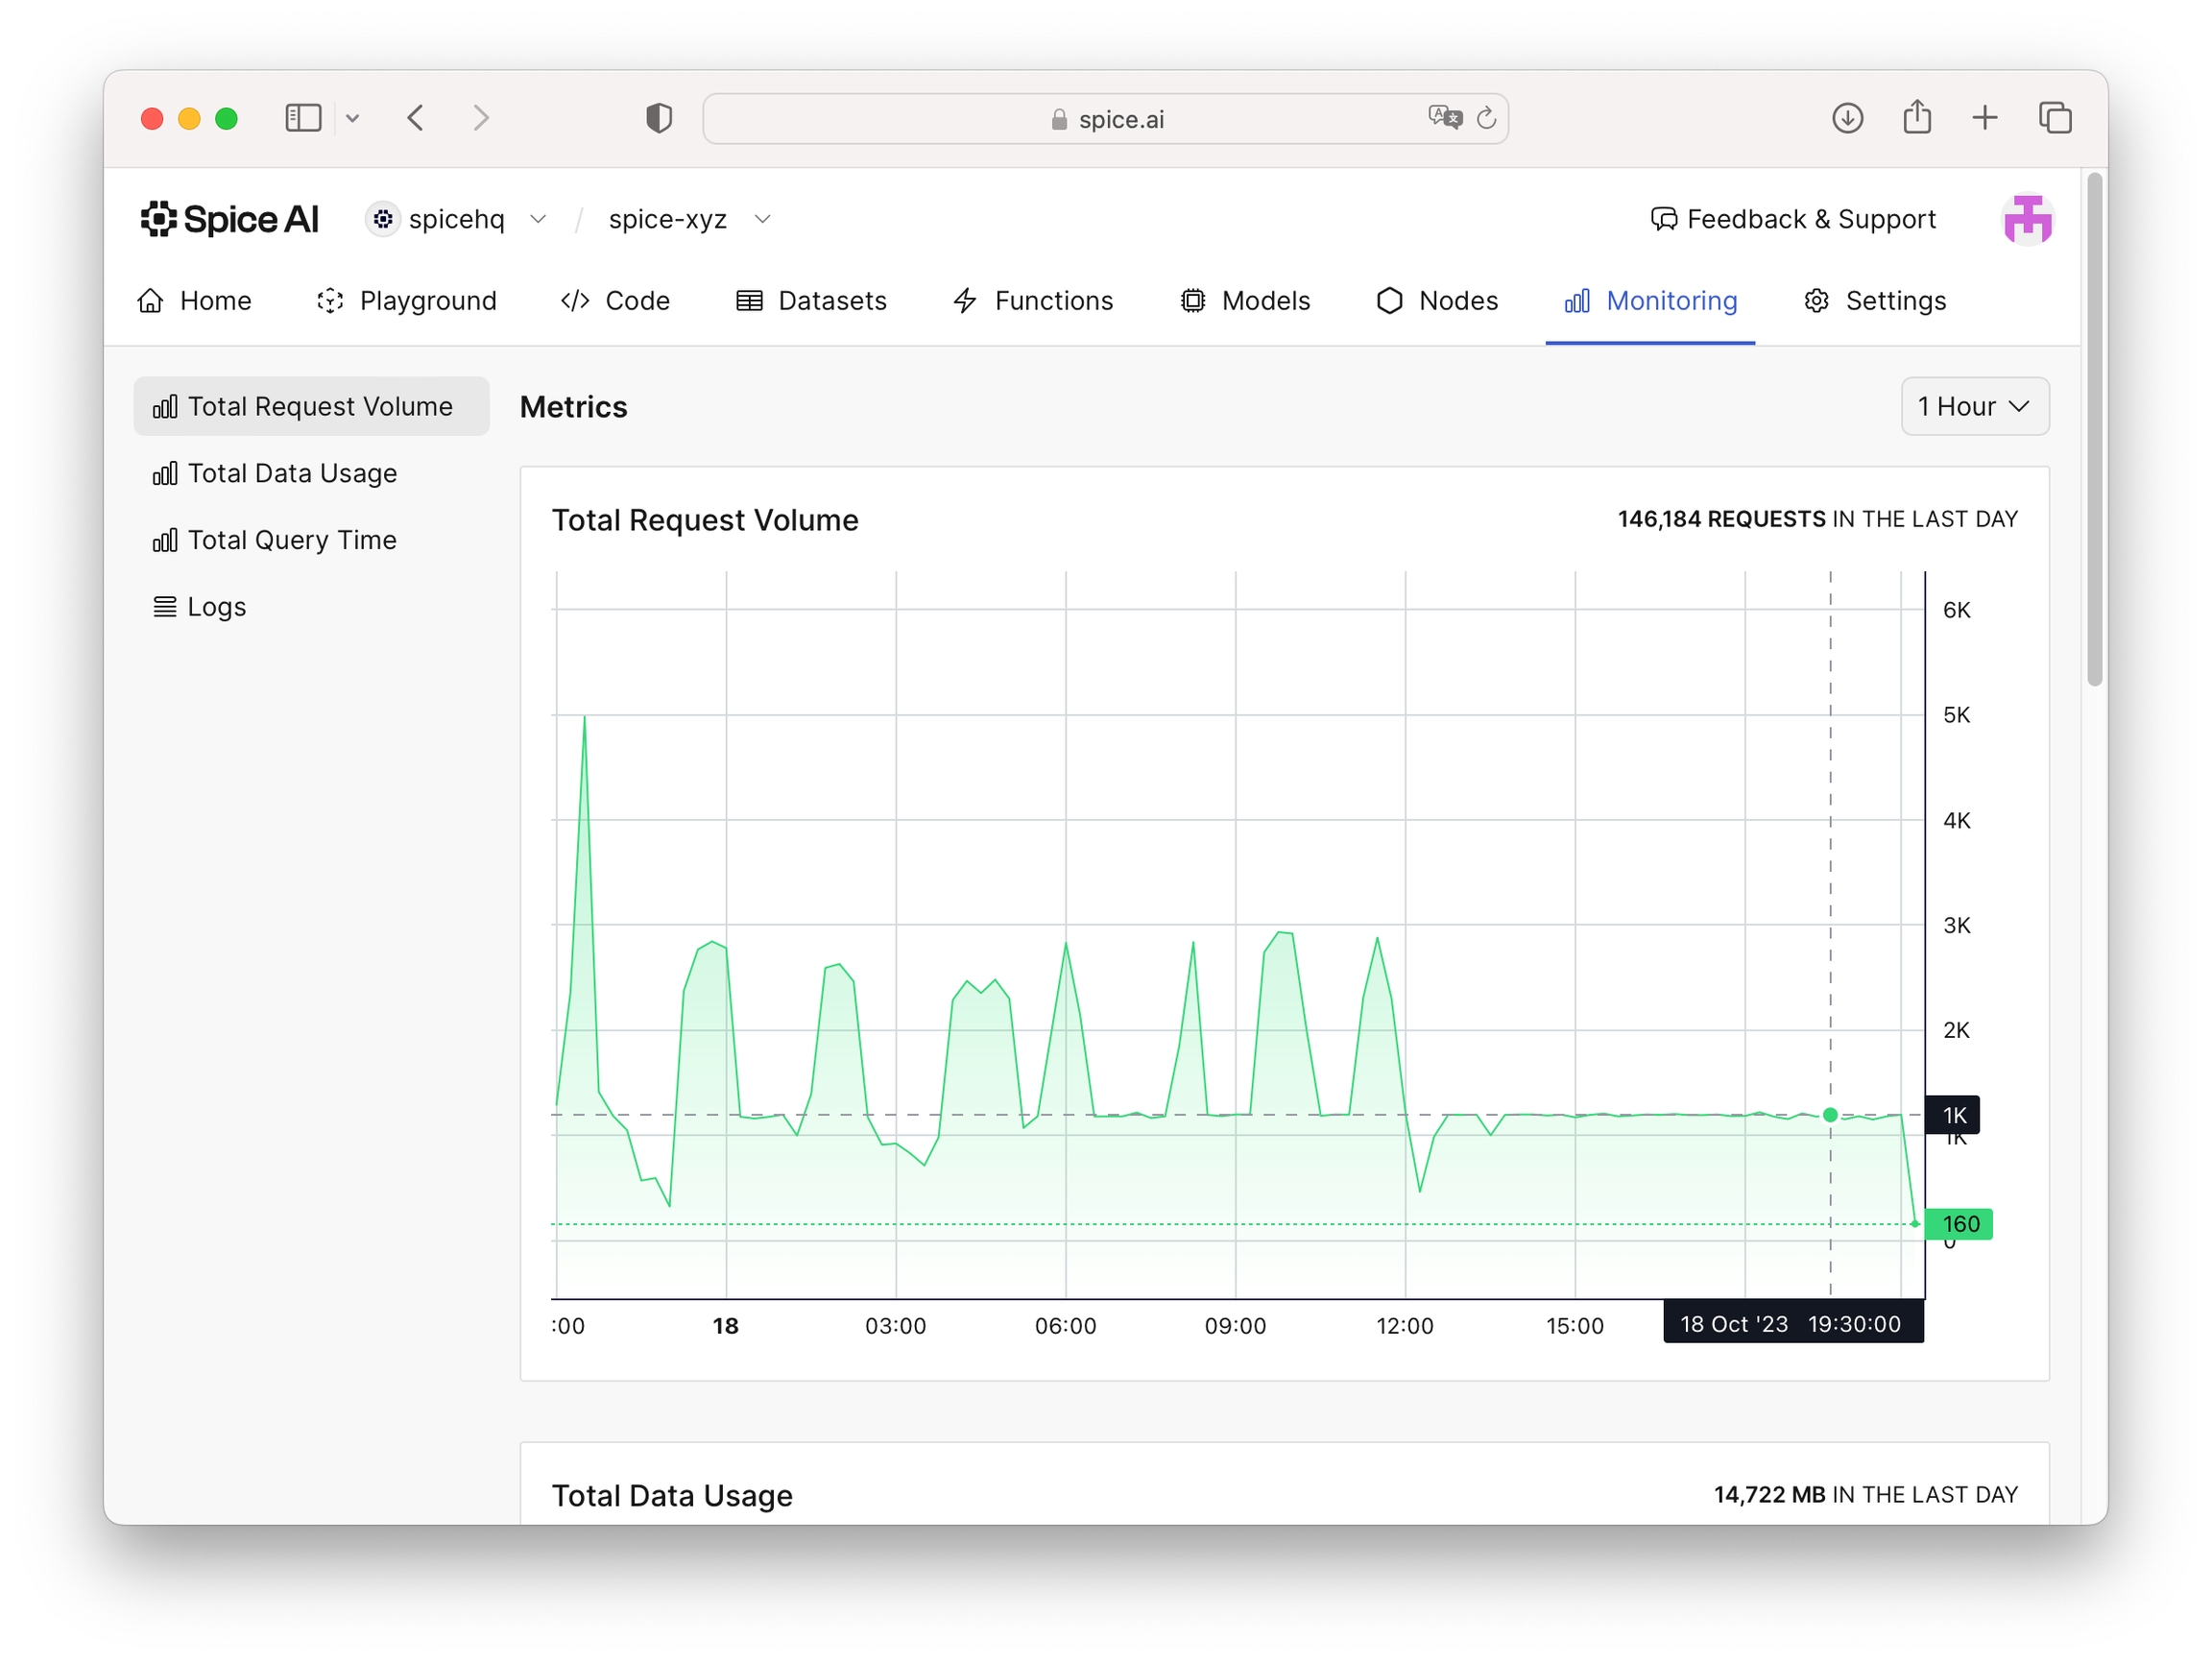 spice.ai
Spice AI spicehq / spice-xyz Feedback & Support
Home Playground </> Code Datasets Functions Models Nodes Monitoring Settings
Total Request Volume
Total Data Usage
Total Query Time
Logs
Metrics 1 Hour
Total Request Volume 146,184 REQUESTS IN THE LAST DAY
6K
5K
4K
3K
2K
1K
1K
160
0
:00 18 03:00 06:00 09:00 12:00 15:00 18 Oct '23 19:30:00
Total Data Usage 14,722 MB IN THE LAST DAY